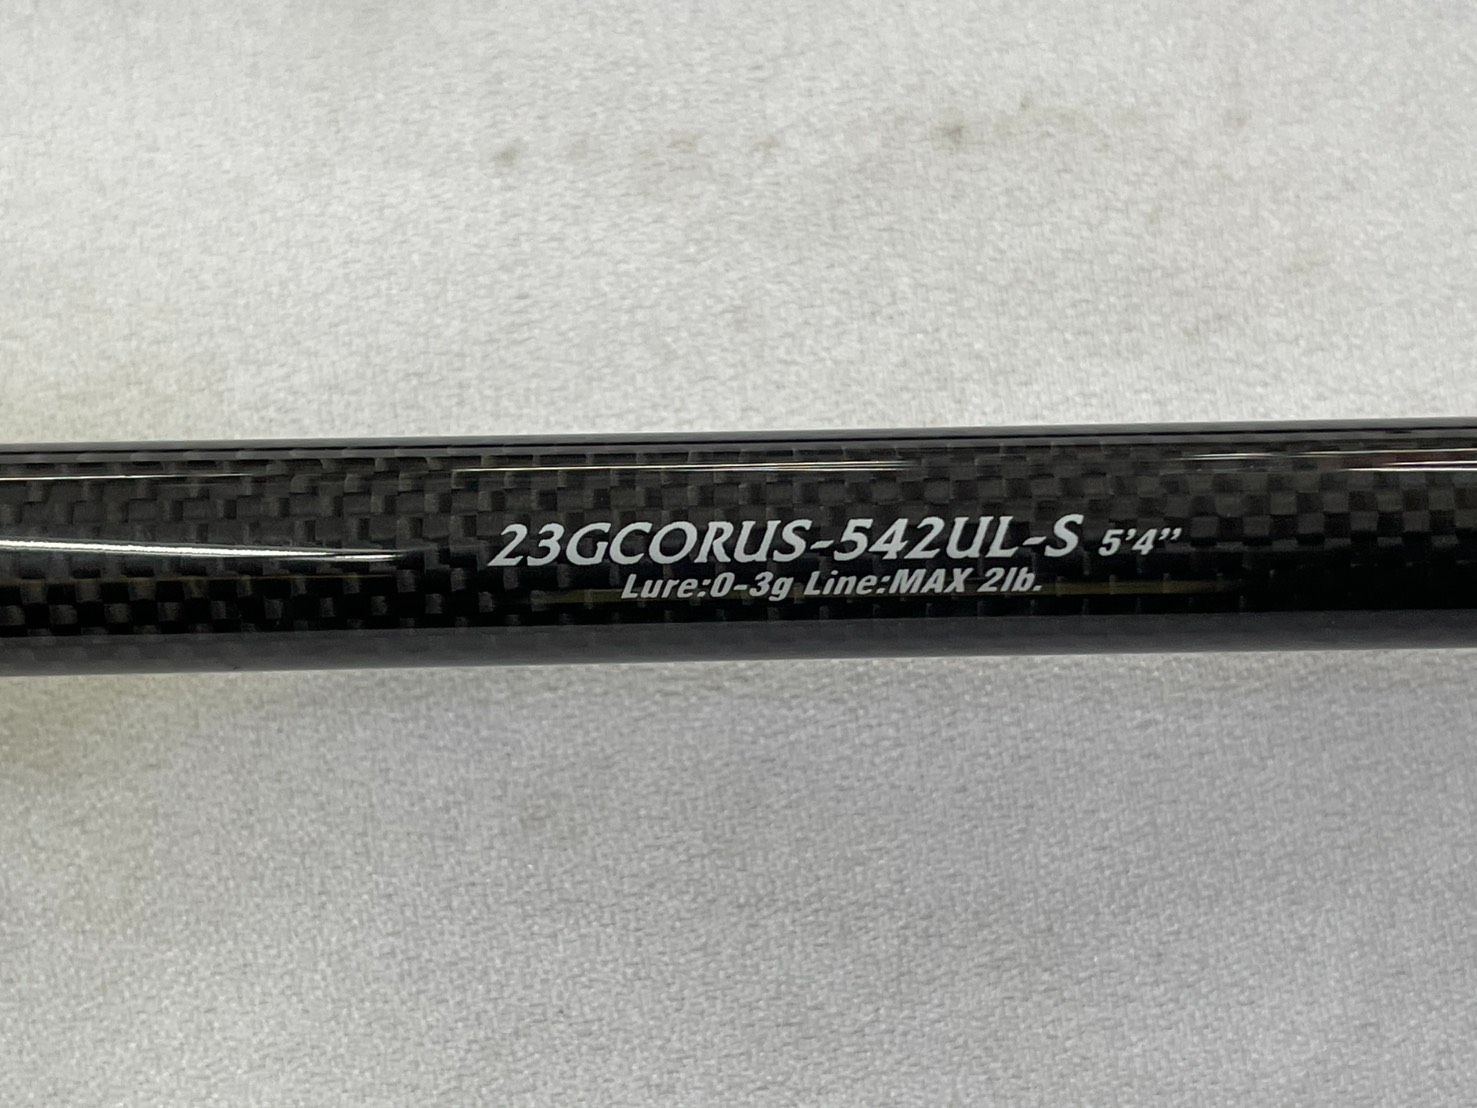 23GCORUS-542UL-S 5'4"
Lure:0-3g Line:MAX 2lb.